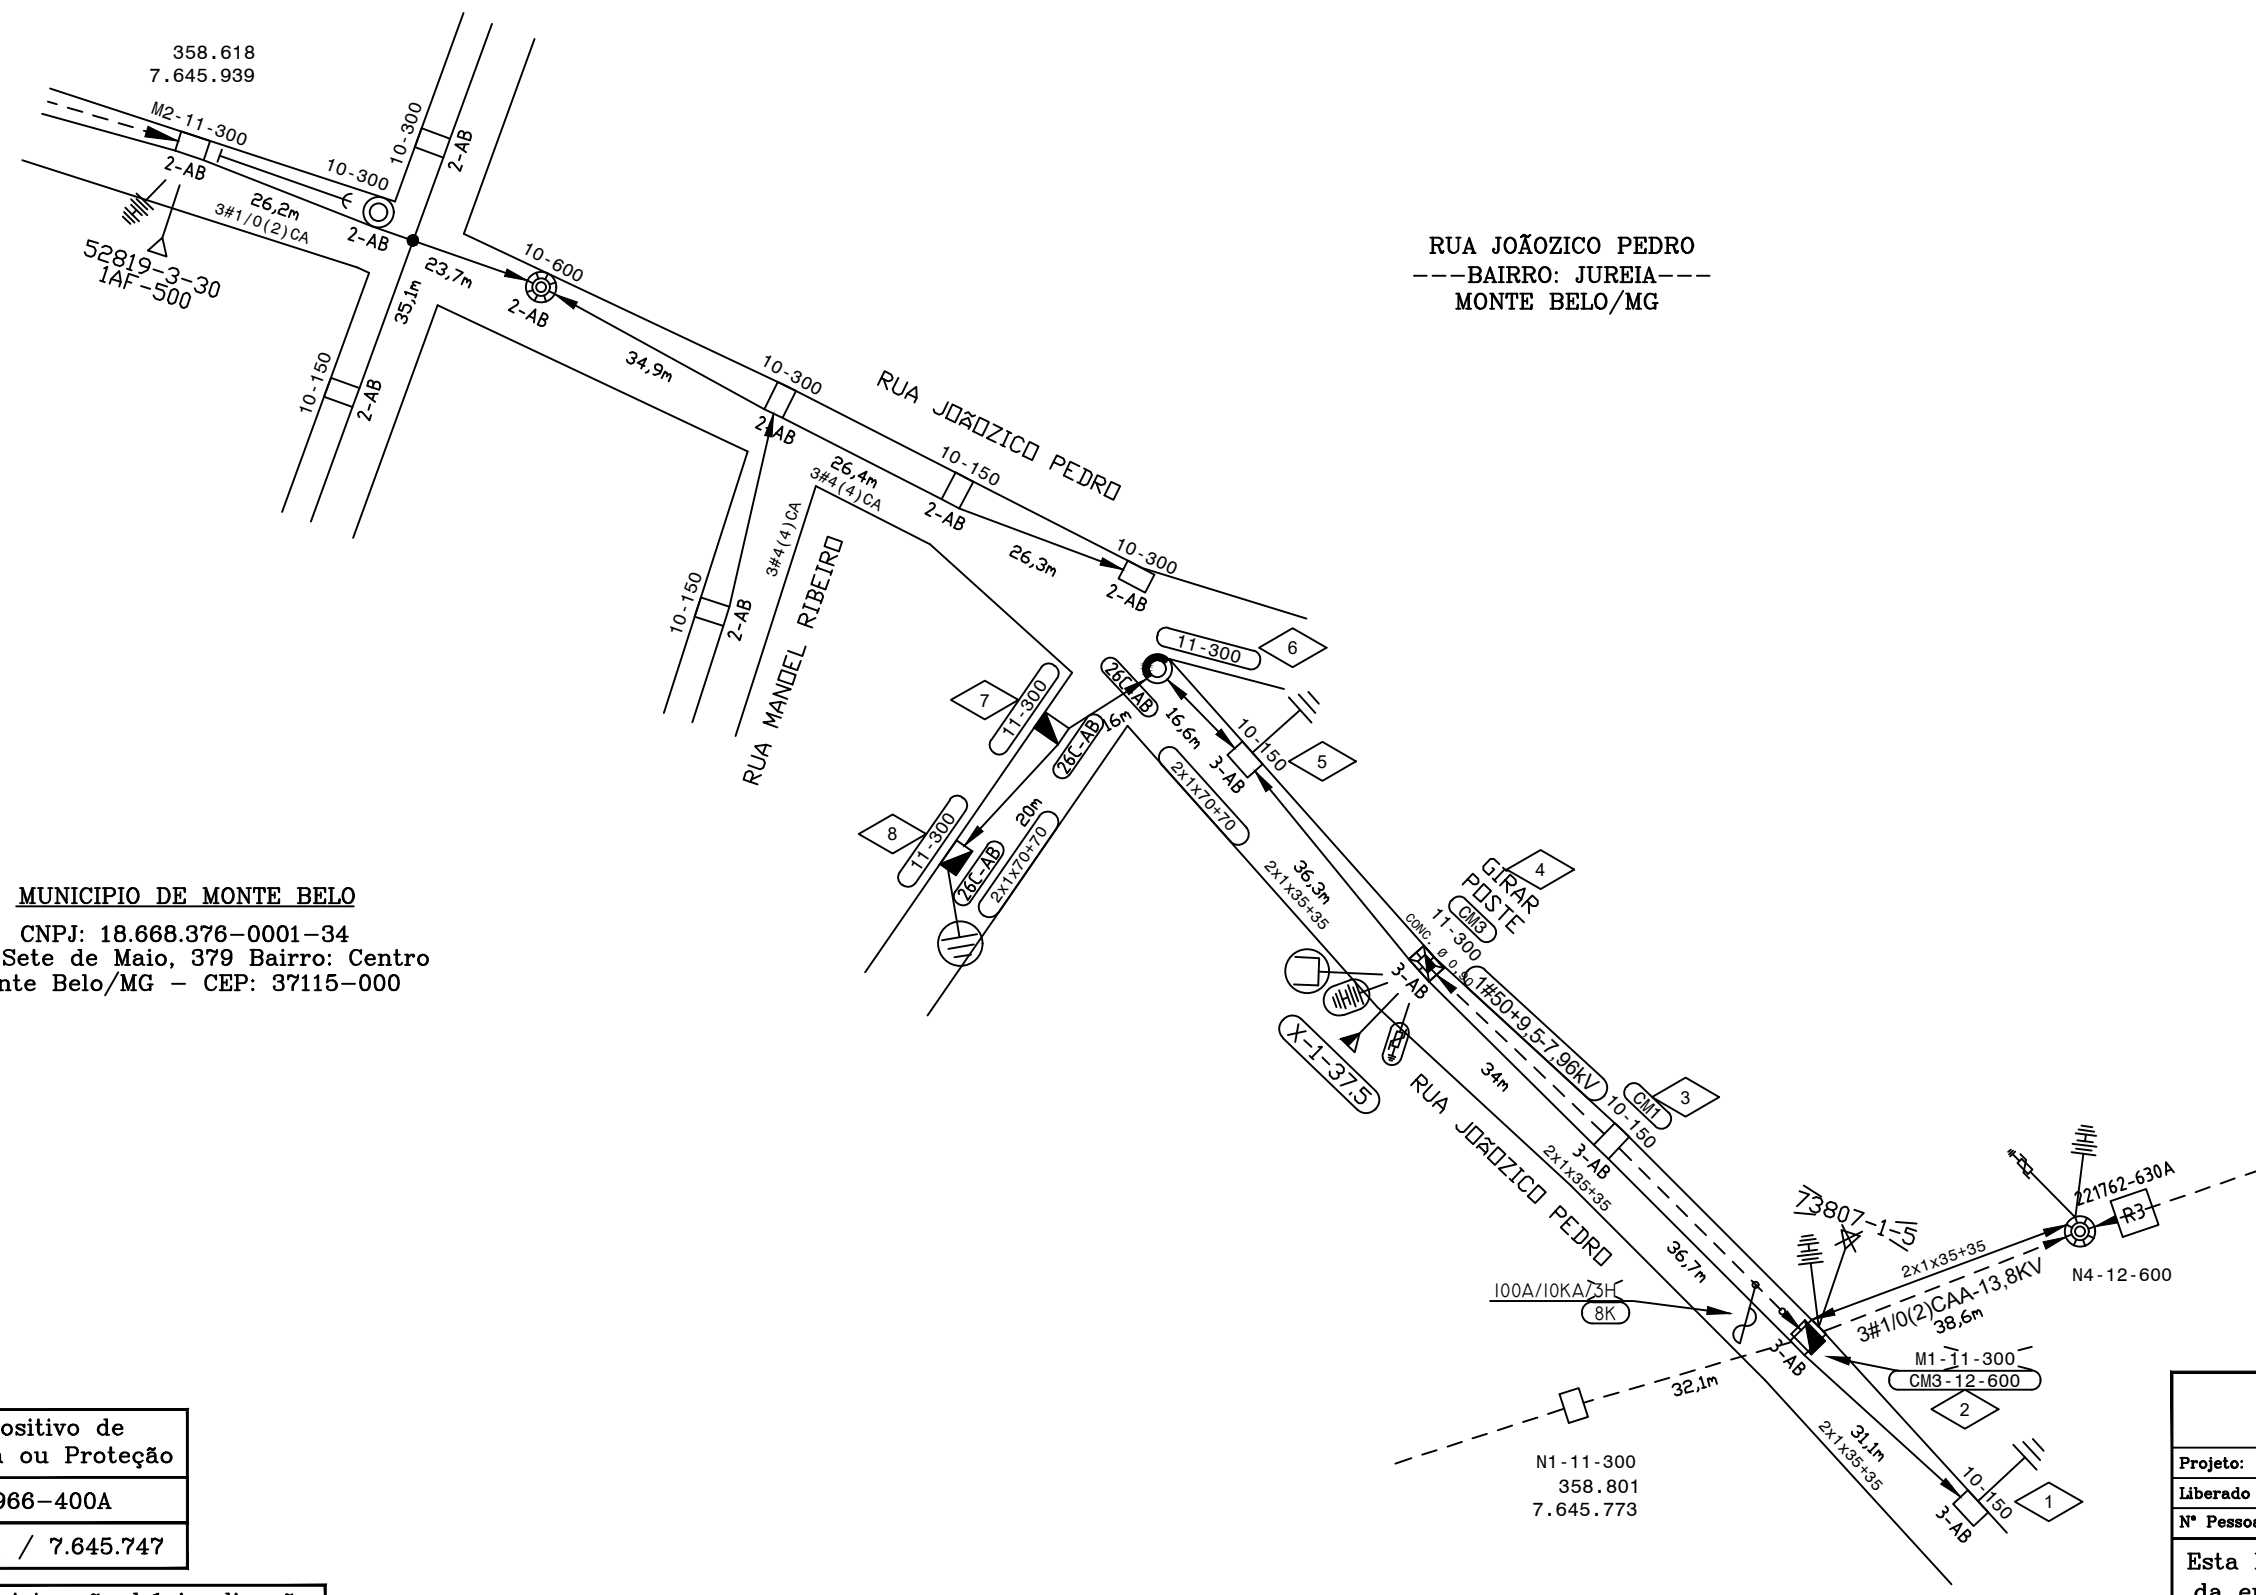 358.618
7.645.939
M2-11-300
2-AB
10-300
26,2m
3#1/0(2)CA
2-AB
52819-3-30
1AF-500
10-300
2-AB
23,7m
35,1m
10-150
2-AB
10-600
2-AB
34,9m
10-300
2-AB
RUA JOÃOZICO PEDRO
26,4m
3#4(4)CA
10-150
2-AB
26,3m
10-300
2-AB
3#4(4)CA
10-150
2-AB
RUA MANOEL RIBEIRO
RUA JOÃOZICO PEDRO
---BAIRRO: JUREIA---
MONTE BELO/MG
11-300
6
26C-AB
7
11-300
16m
26C-AB
16,6m
10-150
5
3-AB
2x1x70+70
8
11-300
20m
26C-AB
2x1x70+70
36,3m
2x1x35+35
4
GIRAR
POSTE
CM3
11-300
CONC. Ø 0,90
3-AB
1#50+9,5-7,96kV
X-1-37.5
34m
CM1
3
10-150
3-AB
2x1x35+35
RUA JOÃOZICO PEDRO
36,7m
73807-1-5
221762-630A
R3
2x1x35+35
3#1/0(2)CAA-13,8KV
38,6m
N4-12-600
100A/10KA/3H
8K
3-AB
M1-11-300
CM3-12-600
2
32,1m
N1-11-300
358.801
7.645.773
31,1m
2x1x35+35
10-150
1
3-AB
MUNICIPIO DE MONTE BELO
CNPJ: 18.668.376-0001-34
Sete de Maio, 379 Bairro: Centro
nte Belo/MG - CEP: 37115-000
ositivo de
ou Proteção
966-400A
/ 7.645.747
Projeto:
Liberado
N° Pessoa
Esta
da